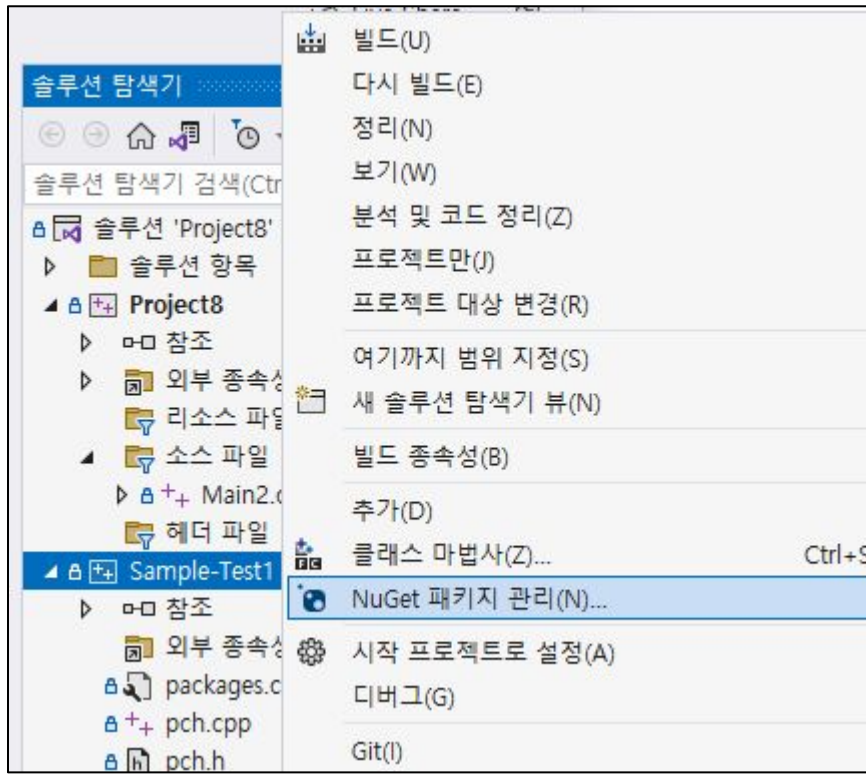 빌드(U)
다시 빌드(E)
정리(N)
보기(W)
분석 및 코드 정리(Z)
프로젝트만(J)
프로젝트 대상 변경(R)
여기까지 범위 지정(S)
새 솔루션 탐색기 뷰(N)
빌드 종속성(B)
추가(D)
클래스 마법사(Z)... Ctrl+S
NuGet 패키지 관리(N)...
시작 프로젝트로 설정(A)
디버그(G)
Git(I)
솔루션 탐색기
솔루션 탐색기 검색(Ctr
솔루션 'Project8'
솔루션 항목
Project8
참조
외부 종속성
리소스 파일
소스 파일
Main2.c
헤더 파일
Sample-Test1
참조
외부 종속성
packages.c
pch.cpp
pch.h